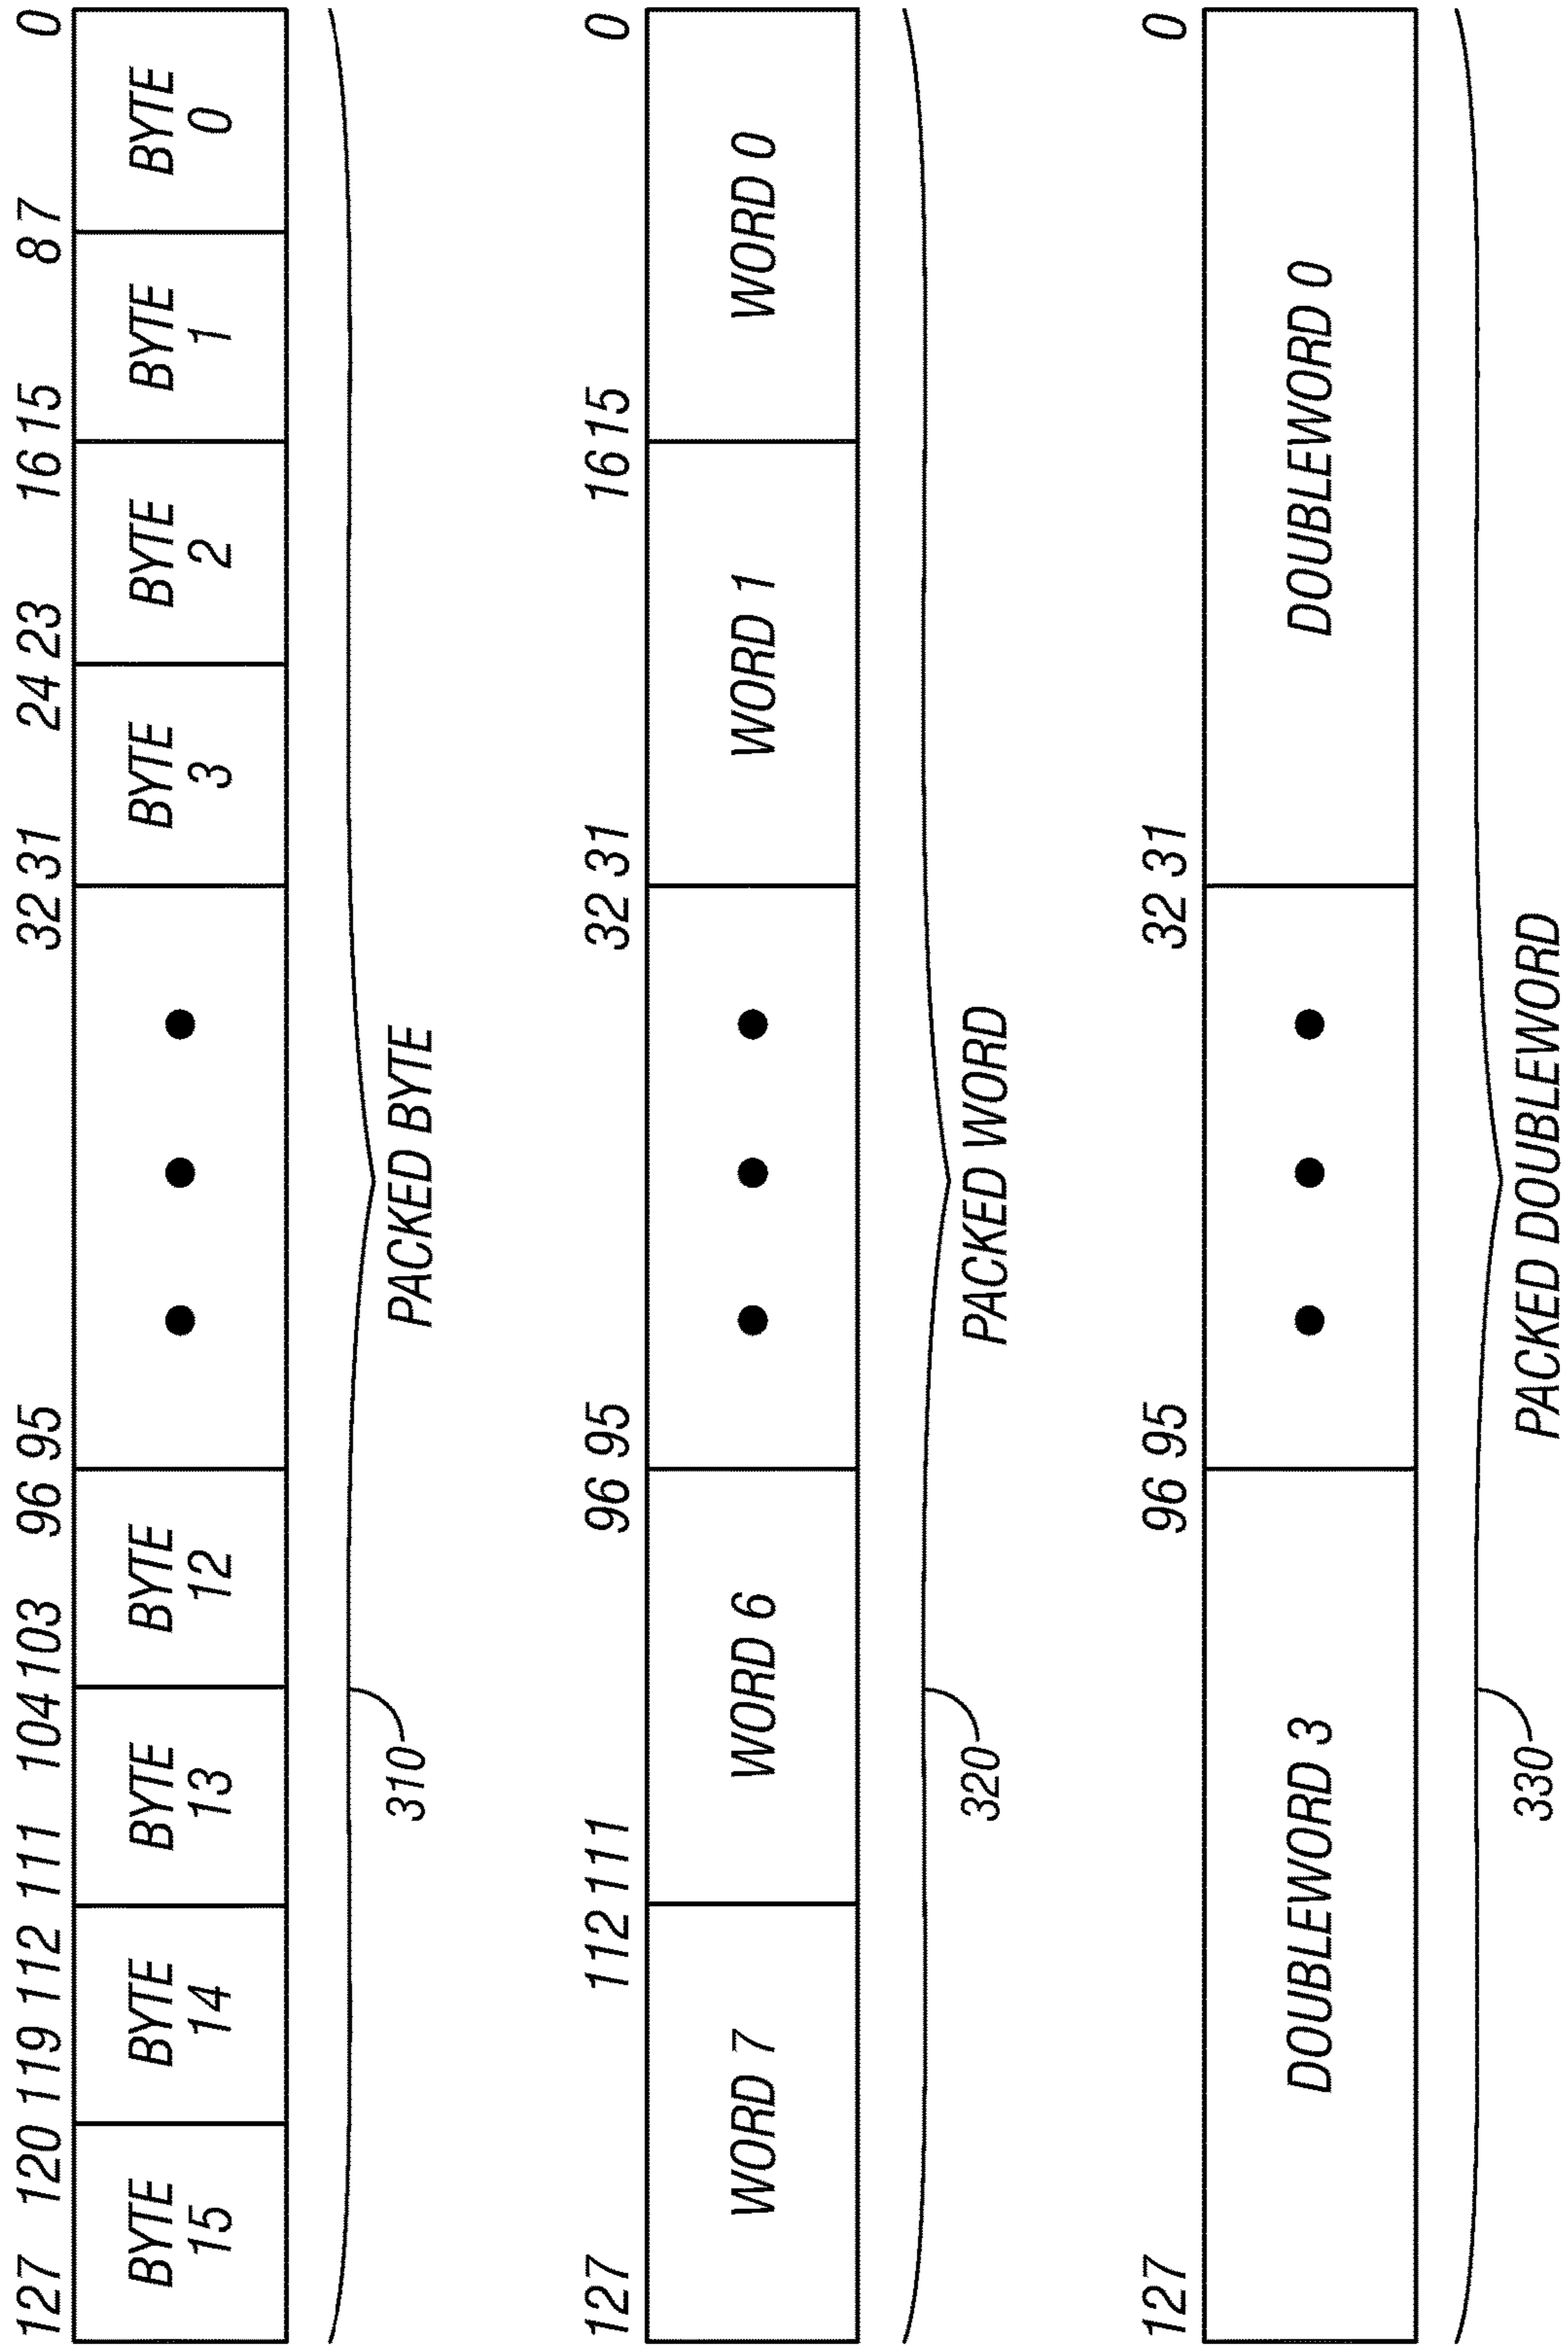 127 120 119 112 111 104 103 96 95 32 31 24 23 16 15 8 7 0
BYTE 15
BYTE 14
BYTE 13
BYTE 12
BYTE 3
BYTE 2
BYTE 1
BYTE 0
310
PACKED BYTE
127 112 111 96 95 32 31 16 15 0
WORD 7 WORD 6 WORD 1 WORD 0
320
PACKED WORD
127 96 95 32 31 0
DOUBLEWORD 3 DOUBLEWORD 0
330
PACKED DOUBLEWORD